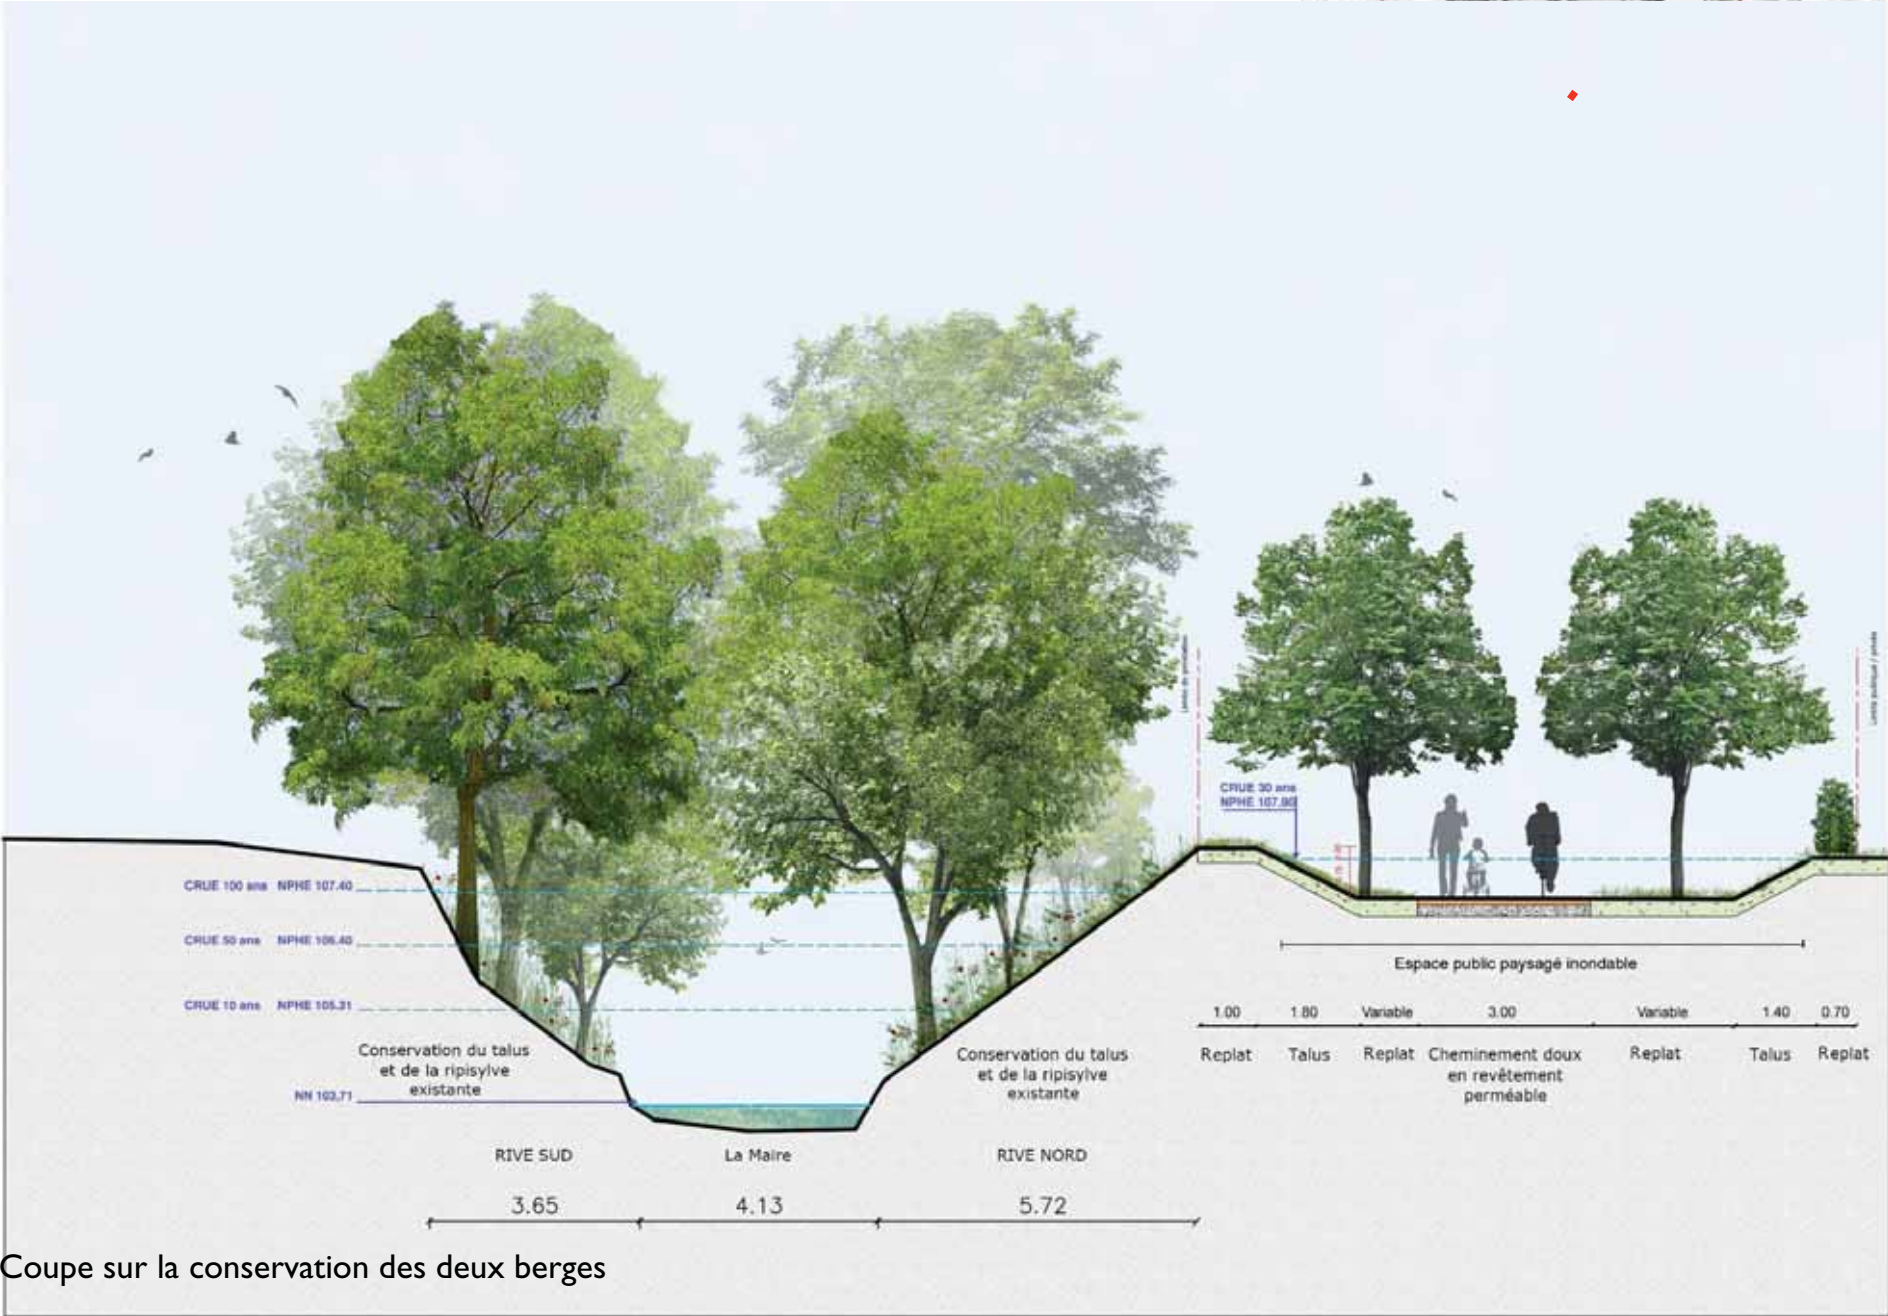 CRUE 30 ans
NPHE 107.90
CRUE 100 ans NPHE 107.40
CRUE 50 ans NPHE 106.40
CRUE 10 ans NPHE 105.31
NN 103.71
Conservation du talus
et de la ripisylve
existante
Conservation du talus
et de la ripisylve
existante
Espace public paysagé inondable
1.00 1.80 Variable 3.00 Variable 1.40 0.70
Replat Talus Replat Cheminement doux Replat Talus Replat
en revêtement
perméable
RIVE SUD La Maire RIVE NORD
3.65 4.13 5.72
Coupe sur la conservation des deux berges